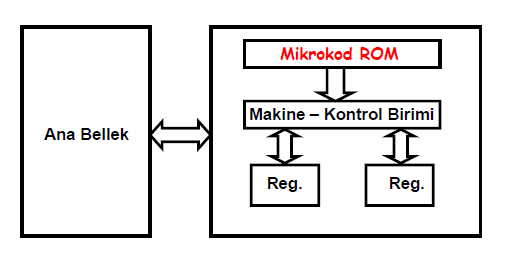 Mikrokod ROM
Makine – Kontrol Birimi
Ana Bellek
Reg.
Reg.